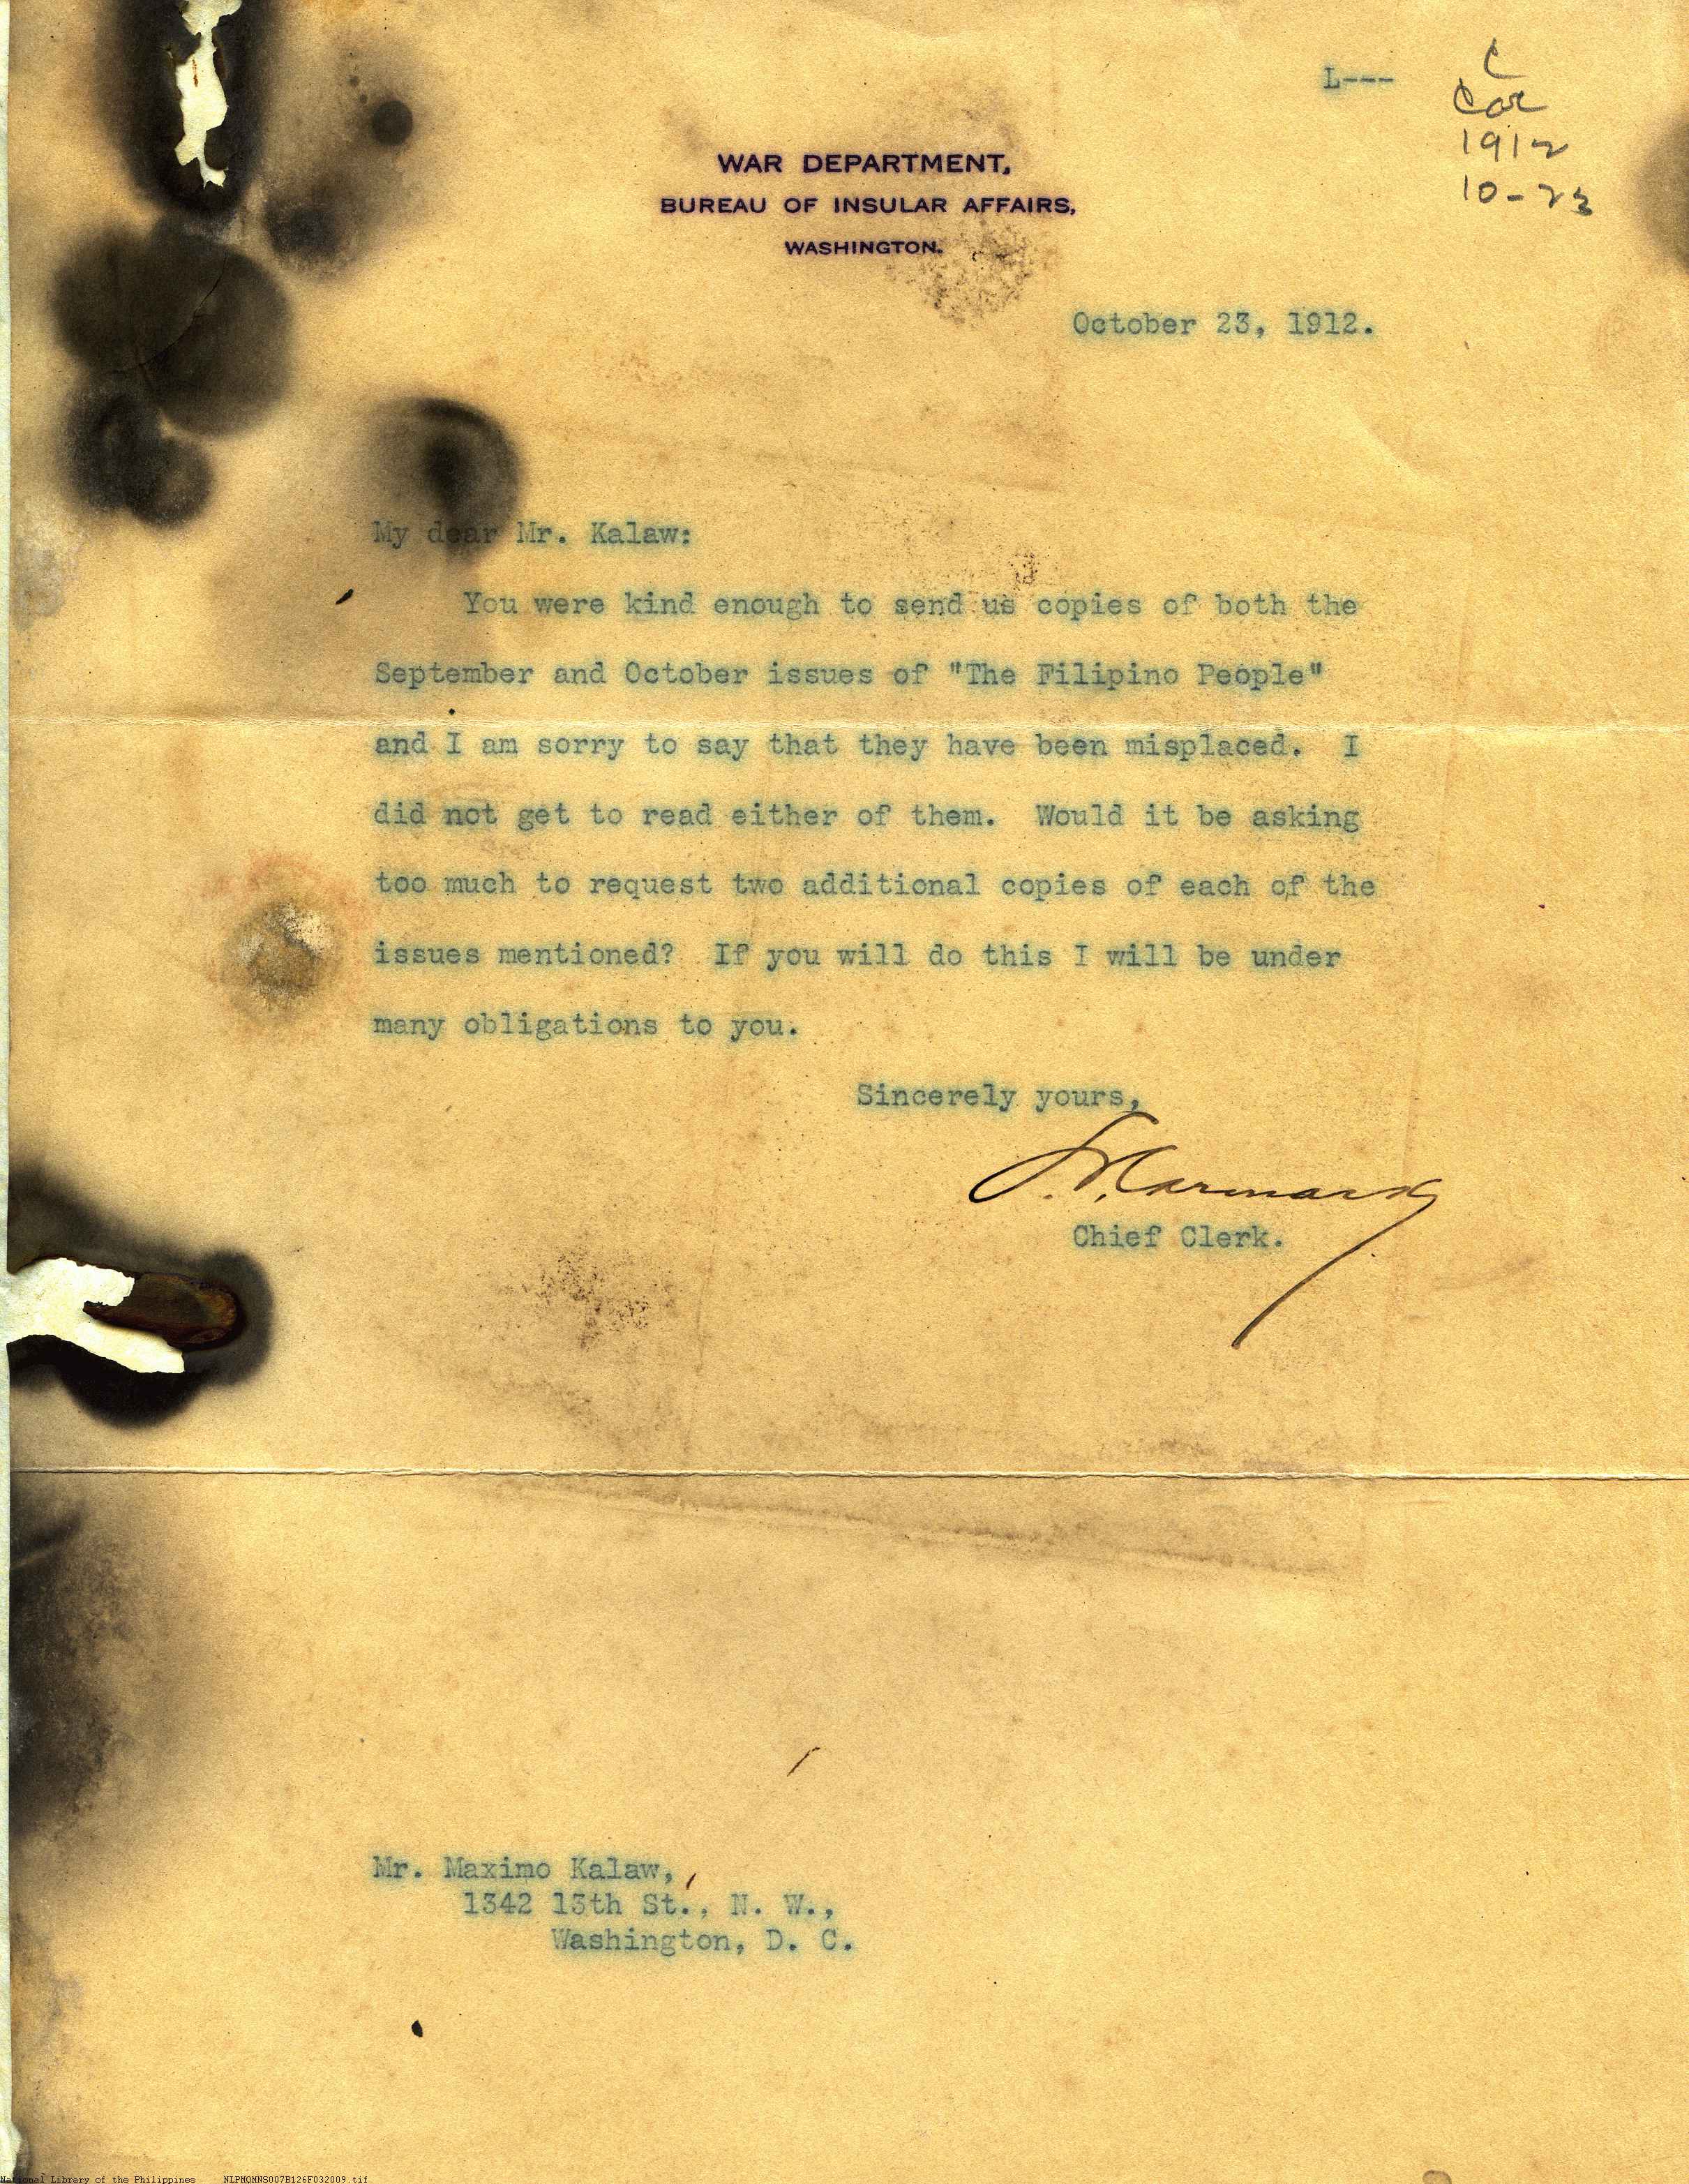 L---
C
Cor
1912
10-23
WAR DEPARTMENT,
BUREAU OF INSULAR AFFAIRS,
WASHINGTON.
October 23, 1912.
My dear Mr. Kalaw:
You were kind enough to send us copies of both the
September and October issues of "The Filipino People"
and I am sorry to say that they have been misplaced. I
did not get to read either of them. Would it be asking
too much to request two additional copies of each of the
issues mentioned? If you will do this I will be under
many obligations to you.
Sincerely yours,
Chief Clerk.
Mr. Maximo Kalaw,
1342 13th St., N. W.,
Washington, D. C.
National Library of the Philippines NLPMQMNS007B126F032009.tif